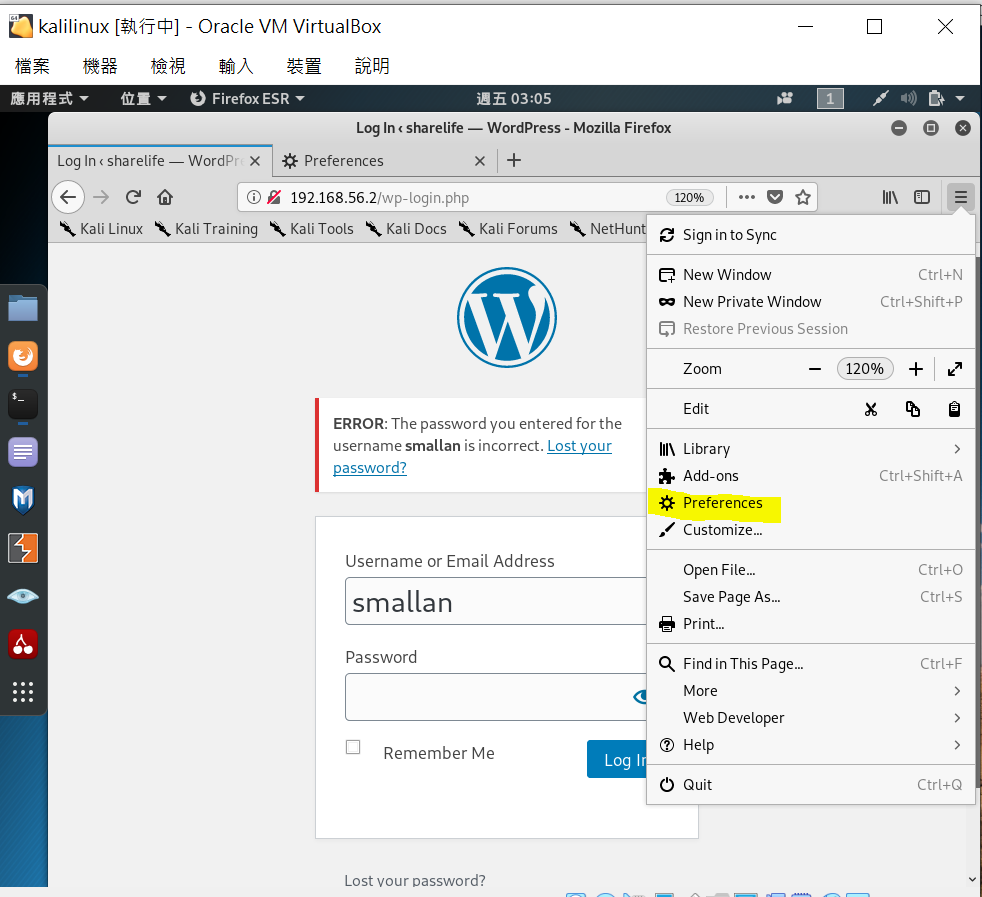 kalilinux [執行中] - Oracle VM VirtualBox
檔案 機器 檢視 輸入 裝置 說明
應用程式 位置 Firefox ESR 週五 03:05 1
Log In ‹ sharelife — WordPress - Mozilla Firefox
Log In ‹ sharelife — WordPr Preferences
192.168.56.2/wp-login.php 120%
Kali Linux Kali Training Kali Tools Kali Docs Kali Forums NetHunt
Sign in to Sync
New Window Ctrl+N
New Private Window Ctrl+Shift+P
Restore Previous Session
Zoom 120%
Edit
Library
Add-ons Ctrl+Shift+A
Preferences
Customize...
Open File... Ctrl+O
Save Page As... Ctrl+S
Print...
Find in This Page... Ctrl+F
More
Web Developer
Help
Quit Ctrl+Q
ERROR: The password you entered for the
username smallan is incorrect. Lost your
password?
Username or Email Address
smallan
Password
Remember Me
Log In
Lost your password?